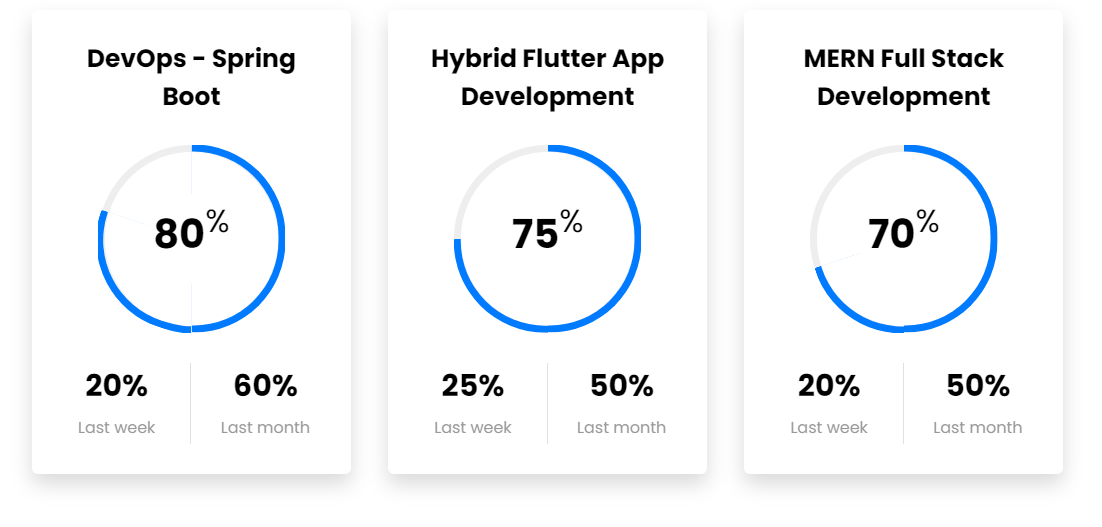 DevOps - Spring
Boot
80%
20%
60%
Last week
Last month
Hybrid Flutter App
Development
75%
25%
50%
Last week
Last month
MERN Full Stack
Development
70%
20%
50%
Last week
Last month